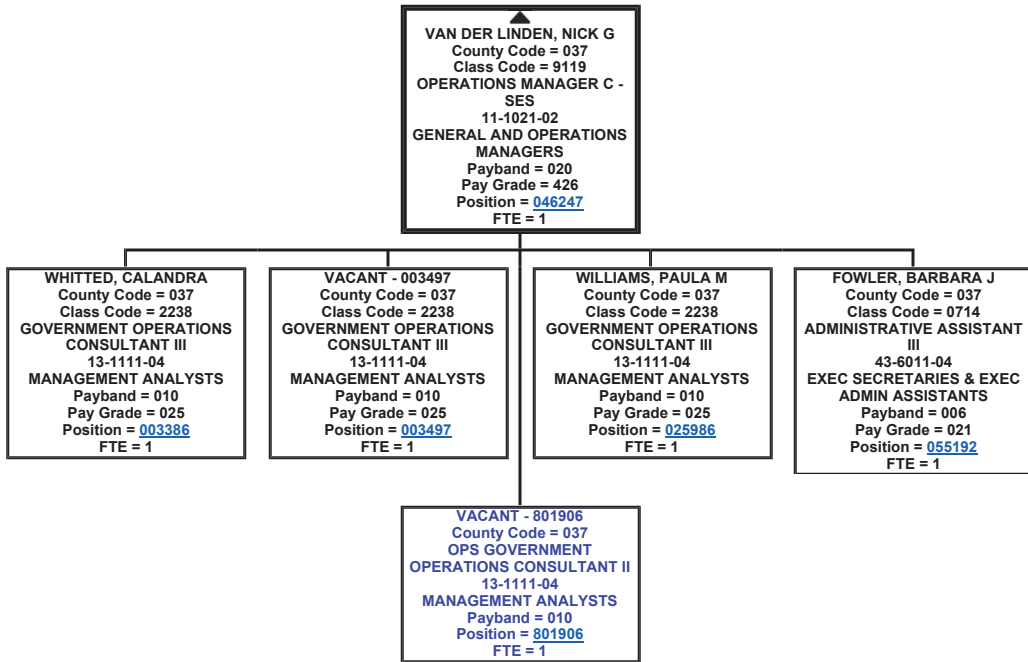 VAN DER LINDEN, NICK G
County Code = 037
Class Code = 9119
OPERATIONS MANAGER C -
SES
11-1021-02
GENERAL AND OPERATIONS
MANAGERS
Payband = 020
Pay Grade = 426
Position = 046247
FTE = 1
WHITTED, CALANDRA
County Code = 037
Class Code = 2238
GOVERNMENT OPERATIONS
CONSULTANT III
13-1111-04
MANAGEMENT ANALYSTS
Payband = 010
Pay Grade = 025
Position = 003386
FTE = 1
VACANT - 003497
County Code = 037
Class Code = 2238
GOVERNMENT OPERATIONS
CONSULTANT III
13-1111-04
MANAGEMENT ANALYSTS
Payband = 010
Pay Grade = 025
Position = 003497
FTE = 1
WILLIAMS, PAULA M
County Code = 037
Class Code = 2238
GOVERNMENT OPERATIONS
CONSULTANT III
13-1111-04
MANAGEMENT ANALYSTS
Payband = 010
Pay Grade = 025
Position = 025986
FTE = 1
FOWLER, BARBARA J
County Code = 037
Class Code = 0714
ADMINISTRATIVE ASSISTANT
III
43-6011-04
EXEC SECRETARIES & EXEC
ADMIN ASSISTANTS
Payband = 006
Pay Grade = 021
Position = 055192
FTE = 1
VACANT - 801906
County Code = 037
OPS GOVERNMENT
OPERATIONS CONSULTANT II
13-1111-04
MANAGEMENT ANALYSTS
Payband = 010
Position = 801906
FTE = 1